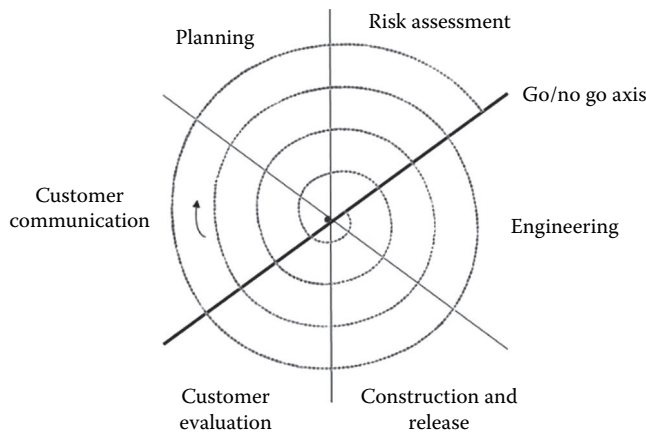 Planning
Risk assessment
Go/no go axis
Customer
communication
Engineering
Customer
evaluation
Construction and
release